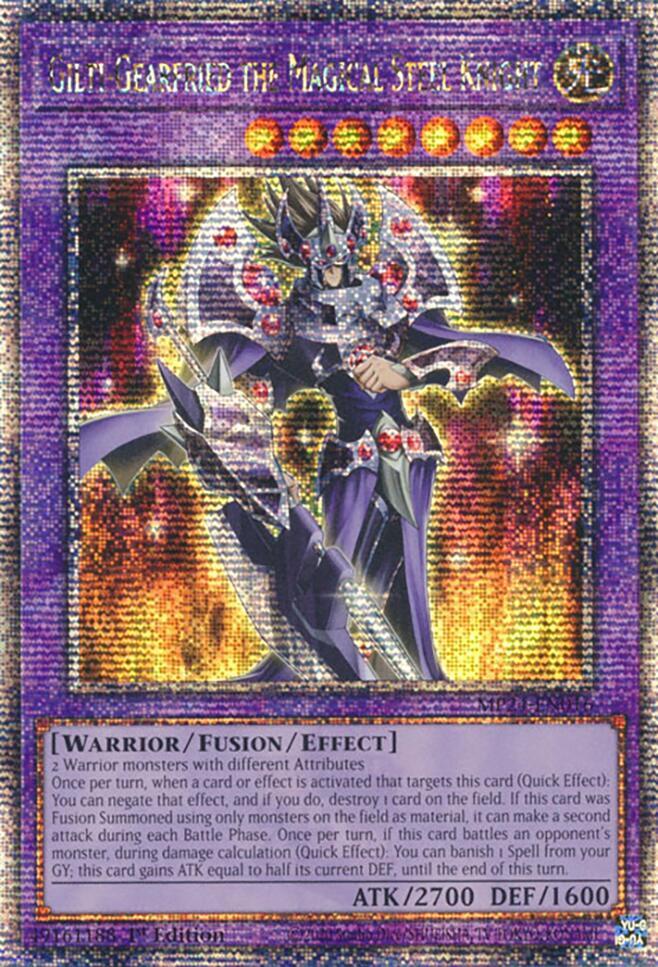 Gilti-Gearfried the Magical Steel Knight
MP24-EN016
[Warrior/Fusion/Effect]
2 Warrior monsters with different Attributes
Once per turn, when a card or effect is activated that targets this card (Quick Effect):
You can negate that effect, and if you do, destroy 1 card on the field. If this card was
Fusion Summoned using only monsters on the field as material, it can make a second
attack during each Battle Phase. Once per turn, if this card battles an opponent's
monster, during damage calculation (Quick Effect): You can banish 1 Spell from your
GY; this card gains ATK equal to half its current DEF, until the end of this turn.
ATK/2700 DEF/1600
1st Edition